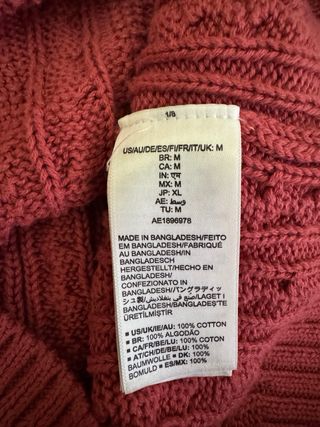 1/8
US/AU/DE/ES/FI/FR/IT/UK: M
BR: M
CA: M
IN: एम
MX: M
JP: XL
AE: وسط
TU: M
AE1896978
MADE IN BANGLADESH/FEITO
EM BANGLADESH/FABRIQUÉ
AU BANGLADESH/IN
BANGLADESCH
HERGESTELLT/HECHO EN
BANGLADESH/
CONFEZIONATO IN
BANGLADESH/バングラディッ
シュ製/صنع في بنغلاديش/LAGET I
BANGLADESH/BANGLADEŞ'TE
ÜRETİLMİŞTİR
▪ US/UK/IE/AU: 100% COTTON
▪ BR: 100% ALGODÃO
▪ CA/FR/BE/LU: 100% COTON
▪ AT/CH/DE/BE/LU: 100%
BAUMWOLLE ▪ DK: 100%
BOMULD ▪ ES/MX: 100%